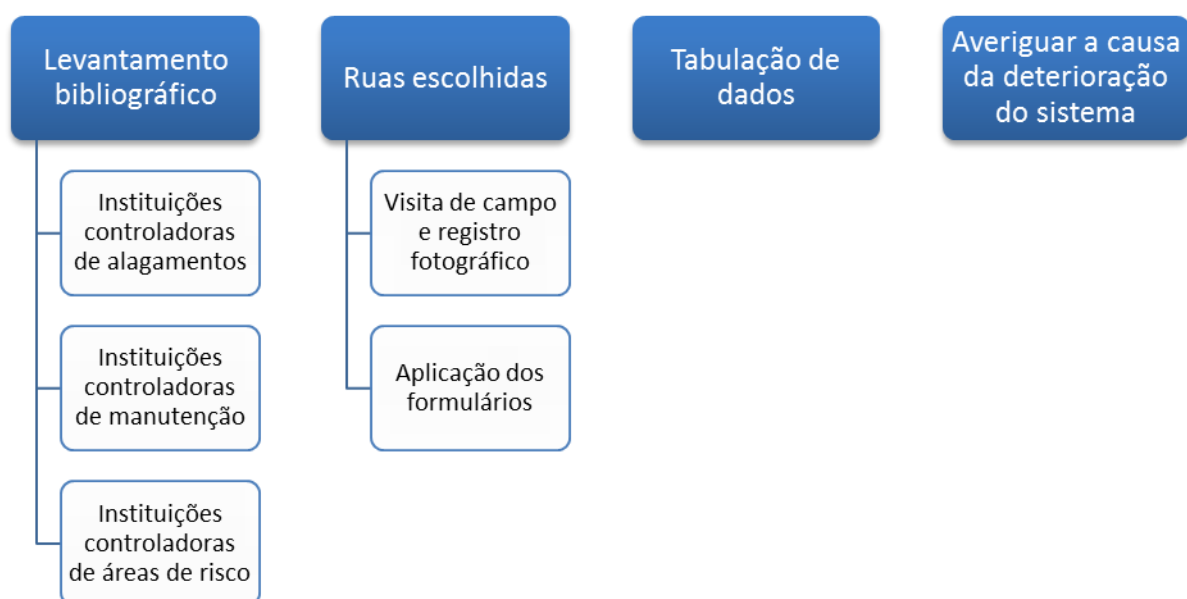 Levantamento
bibliográfico
Instituições
controladoras
de alagamentos
Instituições
controladoras
de manutenção
Instituições
controladoras
de áreas de risco
Ruas escolhidas
Visita de campo
e registro
fotográfico
Aplicação dos
formulários
Tabulação de
dados
Averiguar a causa
da deterioração
do sistema